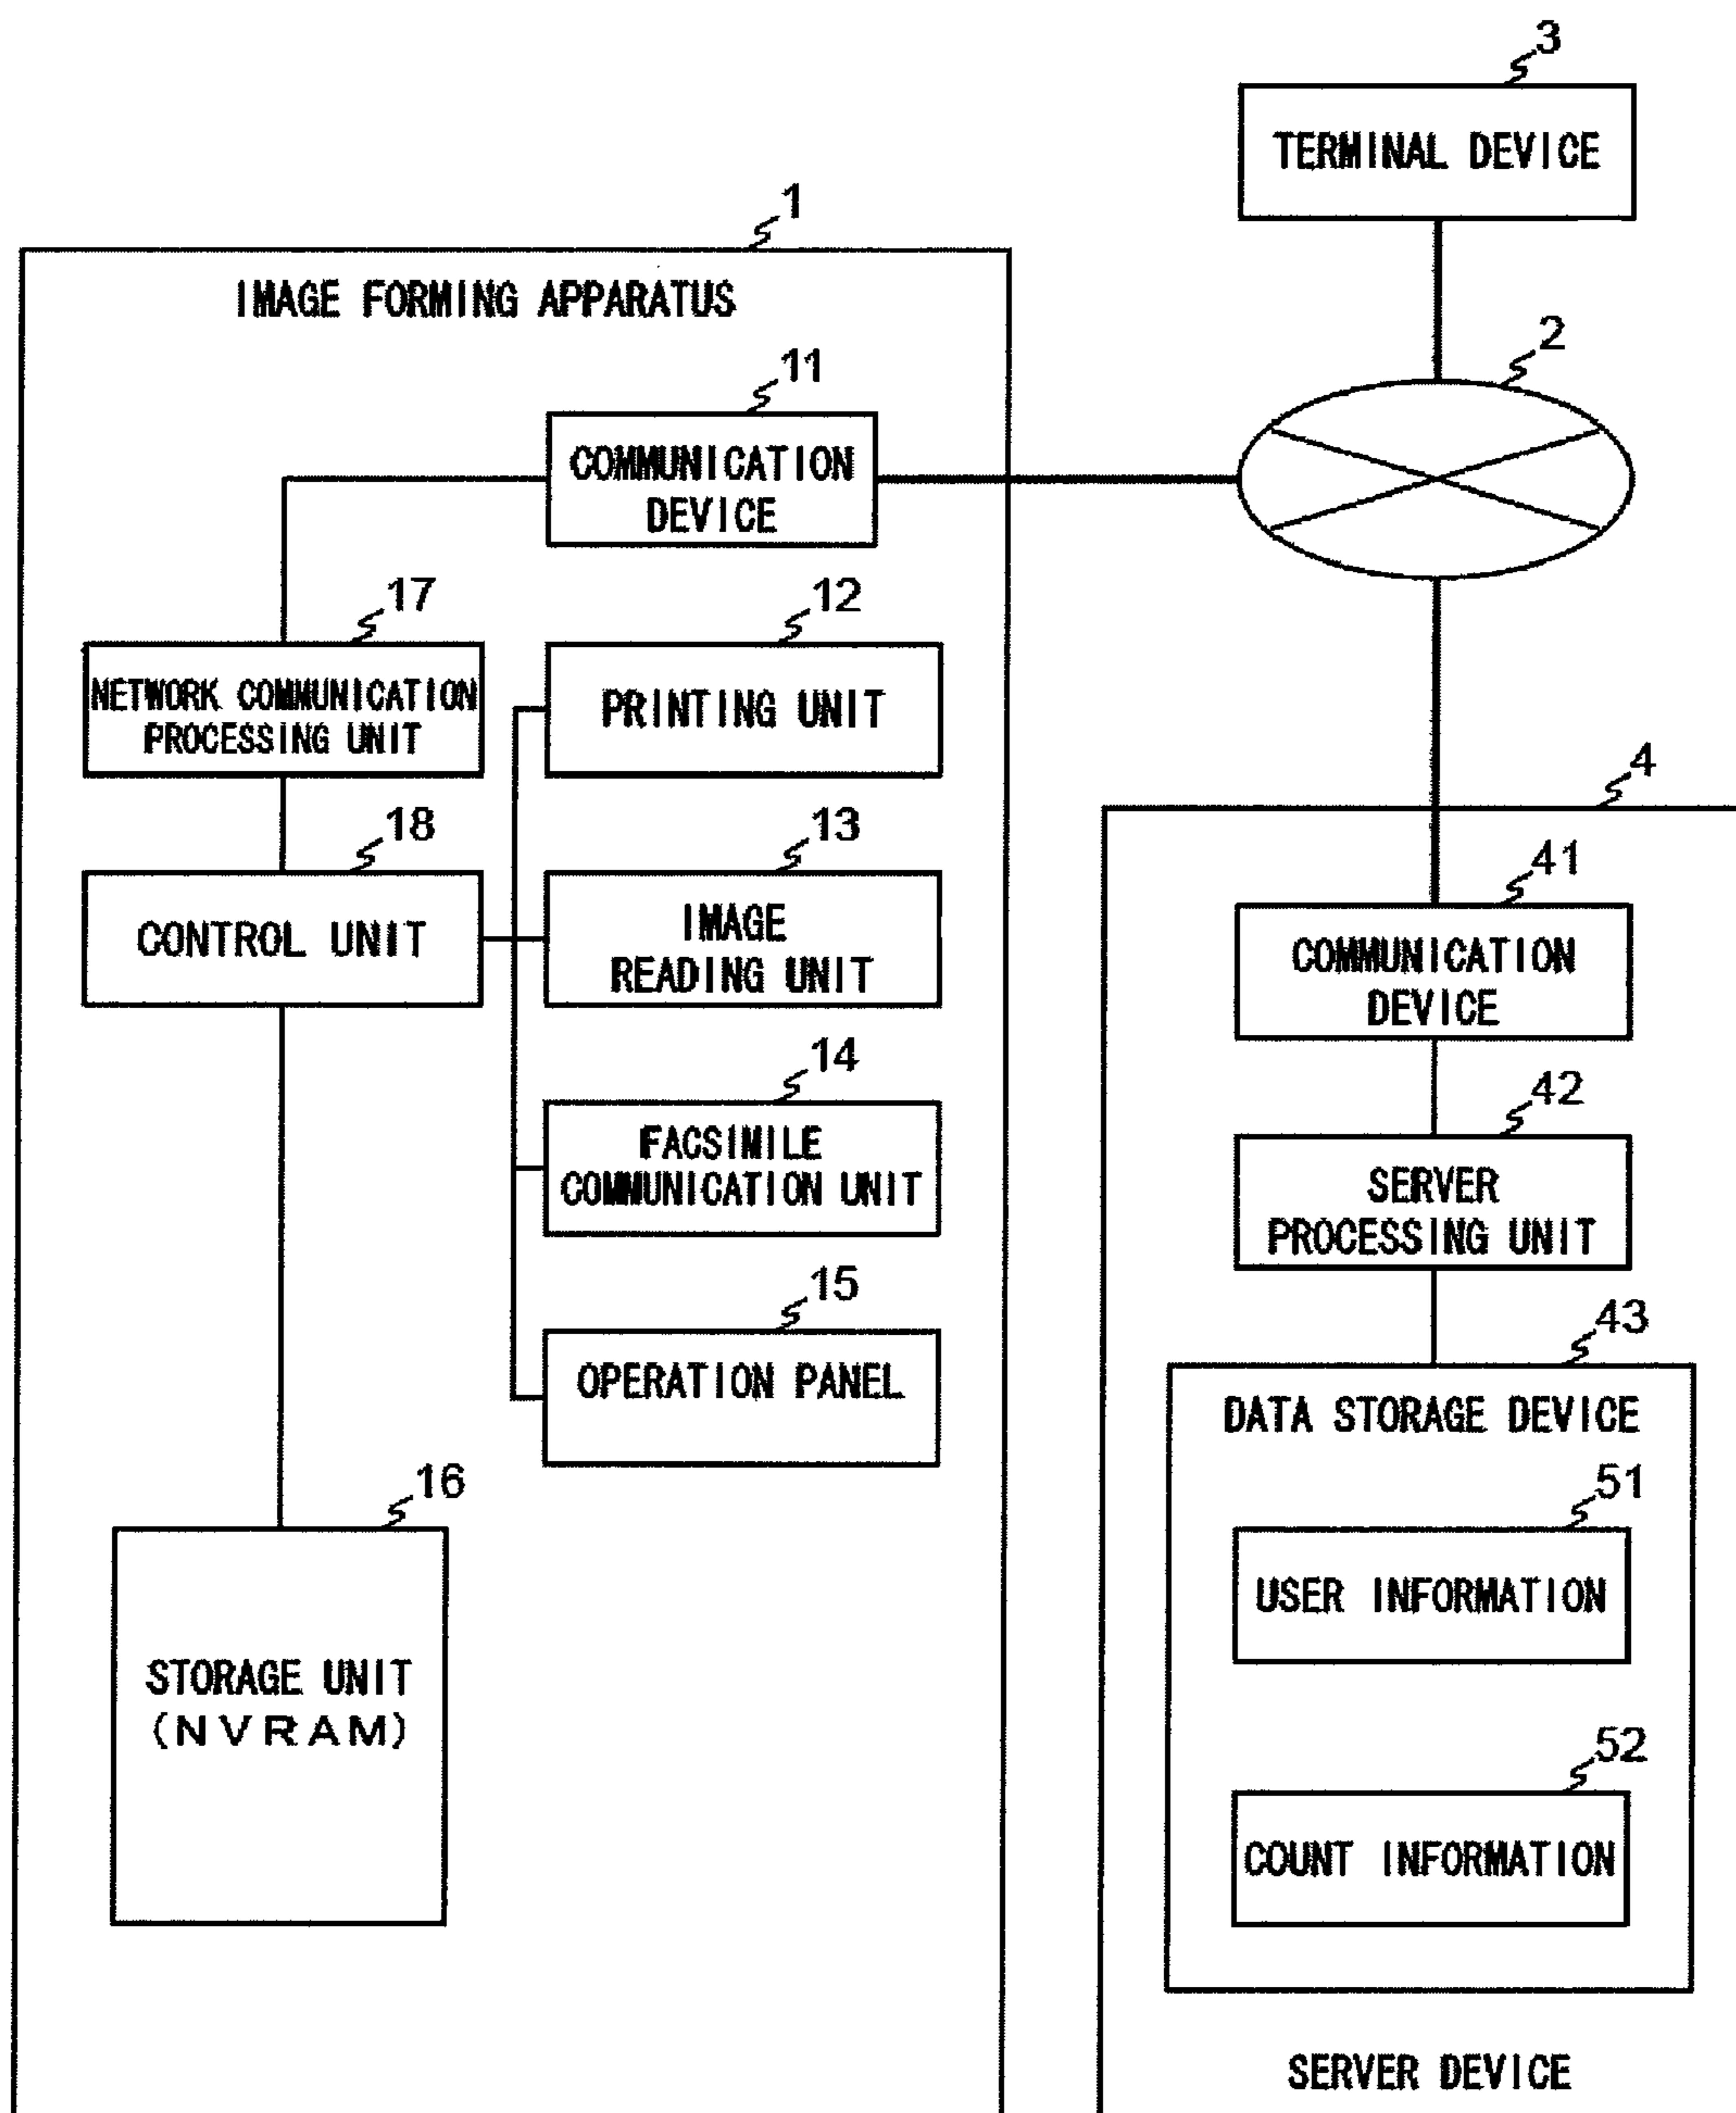 3
TERMINAL DEVICE
1
IMAGE FORMING APPARATUS
2
11
COMMUNICATION
DEVICE
17
NETWORK COMMUNICATION
PROCESSING UNIT
12
PRINTING UNIT
18
CONTROL UNIT
13
IMAGE
READING UNIT
14
FACSIMILE
COMMUNICATION UNIT
15
OPERATION PANEL
16
STORAGE UNIT
(NVRAM)
4
41
COMMUNICATION
DEVICE
42
SERVER
PROCESSING UNIT
43
DATA STORAGE DEVICE
51
USER INFORMATION
52
COUNT INFORMATION
SERVER DEVICE